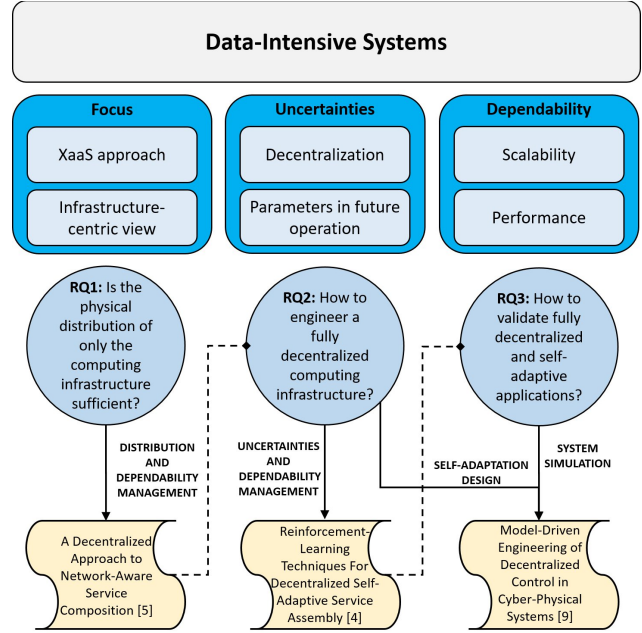 Data-Intensive Systems
Focus
XaaS approach
Infrastructure-
centric view
Uncertainties
Decentralization
Parameters in future
operation
Dependability
Scalability
Performance
RQ1: Is the
physical
distribution of
only the
computing
infrastructure
sufficient?
RQ2: How to
engineer a
fully
decentralized
computing
infrastructure?
RQ3: How to
validate fully
decentralized
and self-
adaptive
applications?
DISTRIBUTION
AND
DEPENDABILITY
MANAGEMENT
UNCERTAINTIES
AND
DEPENDABILITY
MANAGEMENT
SELF-ADAPTATION
DESIGN
SYSTEM
SIMULATION
A Decentralized
Approach to
Network-Aware
Service
Composition [5]
Reinforcement-
Learning
Techniques For
Decentralized Self-
Adaptive Service
Assembly [4]
Model-Driven
Engineering of
Decentralized
Control in
Cyber-Physical
Systems [9]